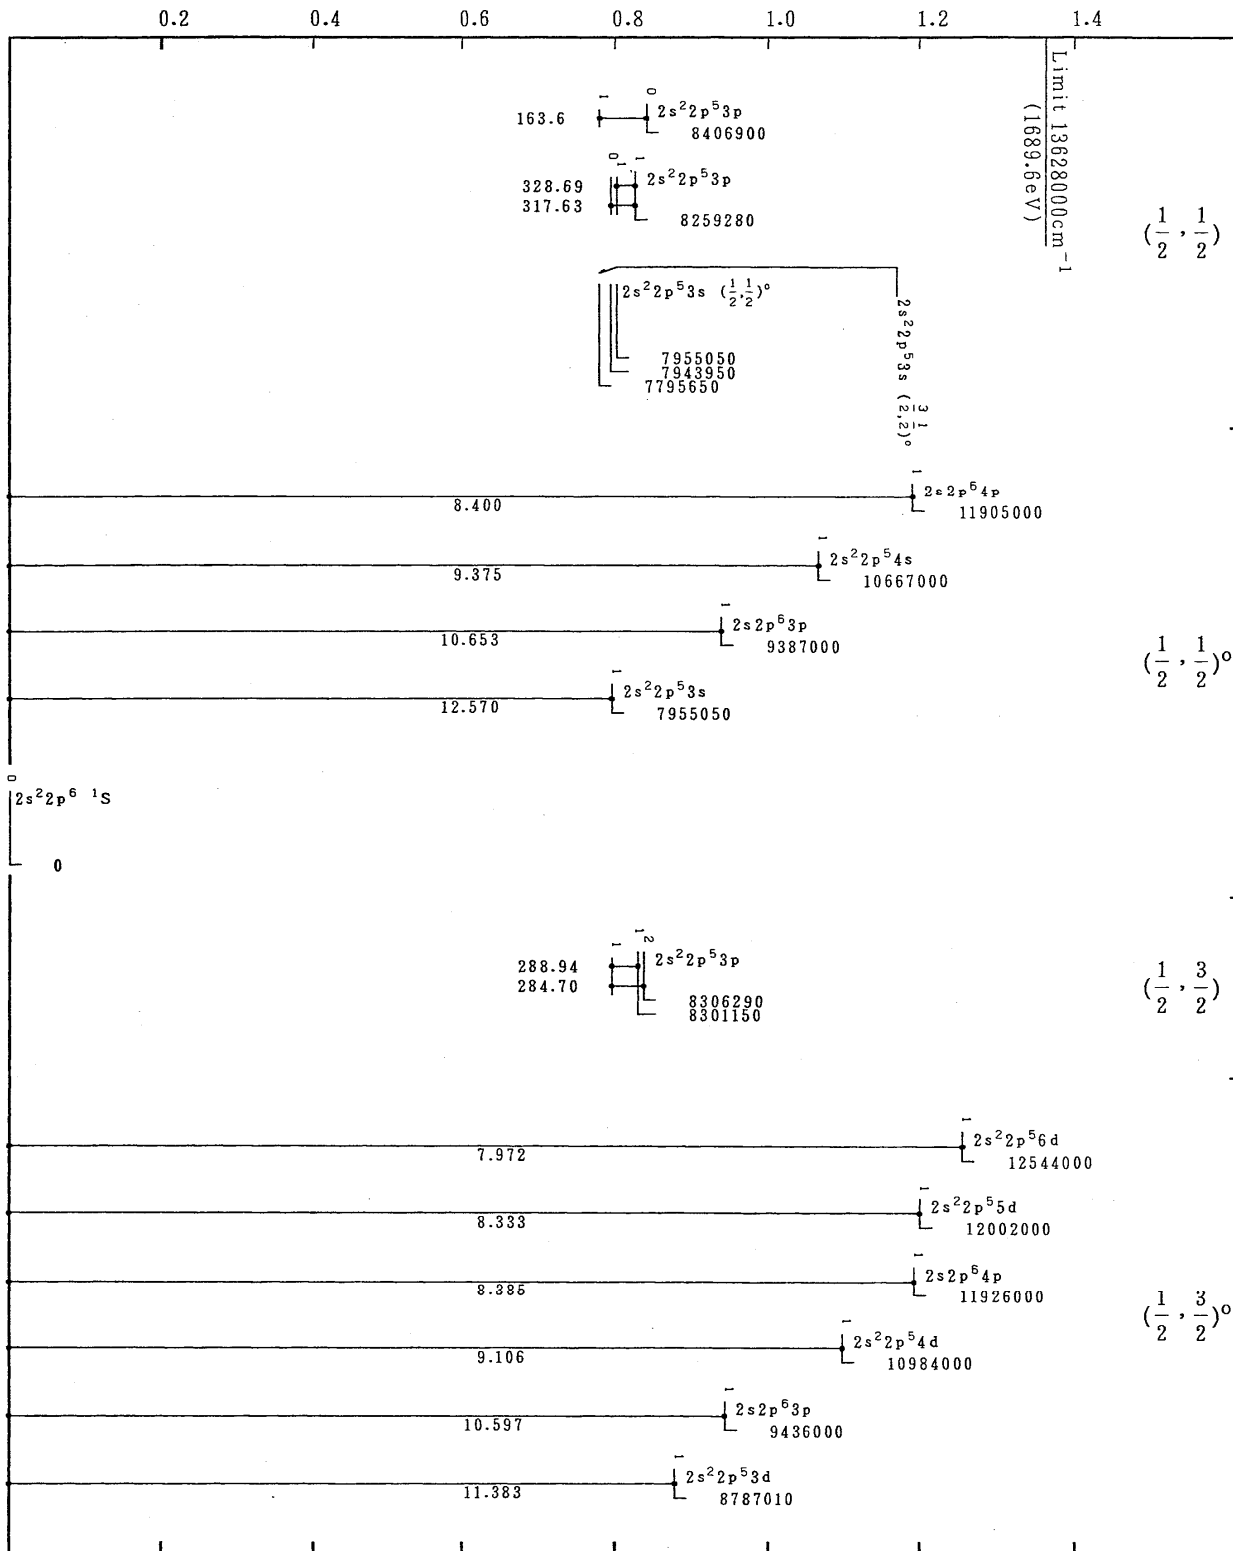 0.2 0.4 0.6 0.8 1.0 1.2 1.4
Limit 13628000cm⁻¹
(1689.6eV)
1 0
163.6 2s²2p⁵3p
8406900
0 1 1
328.69 2s²2p⁵3p
317.63
8259280
(1/2, 1/2)
2s²2p⁵3s (1/2,1/2)°
2s²2p⁵3s (3/2,1/2)°
7955050
7943950
7795650
1
2s2p⁶4p
8.400 11905000
1
2s²2p⁵4s
9.375 10667000
1
2s2p⁶3p
10.653 9387000
(1/2, 1/2)°
1
2s²2p⁵3s
12.570 7955050
0
2s²2p⁶ ¹S
0
1 1 2
288.94 2s²2p⁵3p
284.70
8306290
8301150
(1/2, 3/2)
1
2s²2p⁵6d
7.972 12544000
1
2s²2p⁵5d
8.333 12002000
1
2s2p⁶4p
8.385 11926000
(1/2, 3/2)°
1
2s²2p⁵4d
9.106 10984000
1
2s2p⁶3p
10.597 9436000
1
2s²2p⁵3d
11.383 8787010